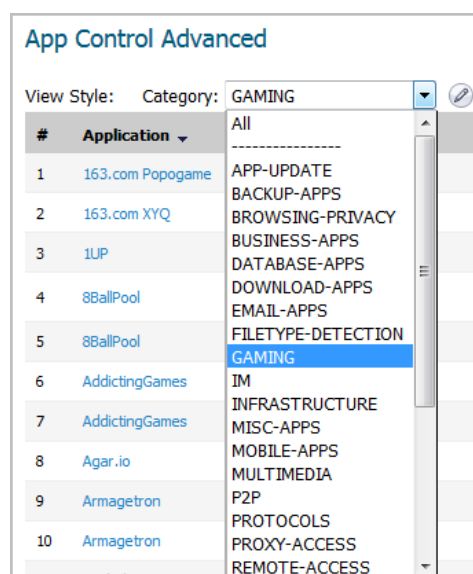 App Control Advanced
View Style: Category: GAMING
# Application
All
----------------
APP-UPDATE
BACKUP-APPS
BROWSING-PRIVACY
BUSINESS-APPS
DATABASE-APPS
DOWNLOAD-APPS
EMAIL-APPS
FILETYPE-DETECTION
GAMING
IM
INFRASTRUCTURE
MISC-APPS
MOBILE-APPS
MULTIMEDIA
P2P
PROTOCOLS
PROXY-ACCESS
REMOTE-ACCESS
1 163.com Popogame
2 163.com XYQ
3 1UP
4 8BallPool
5 8BallPool
6 AddictingGames
7 AddictingGames
8 Agar.io
9 Armagetron
10 Armagetron